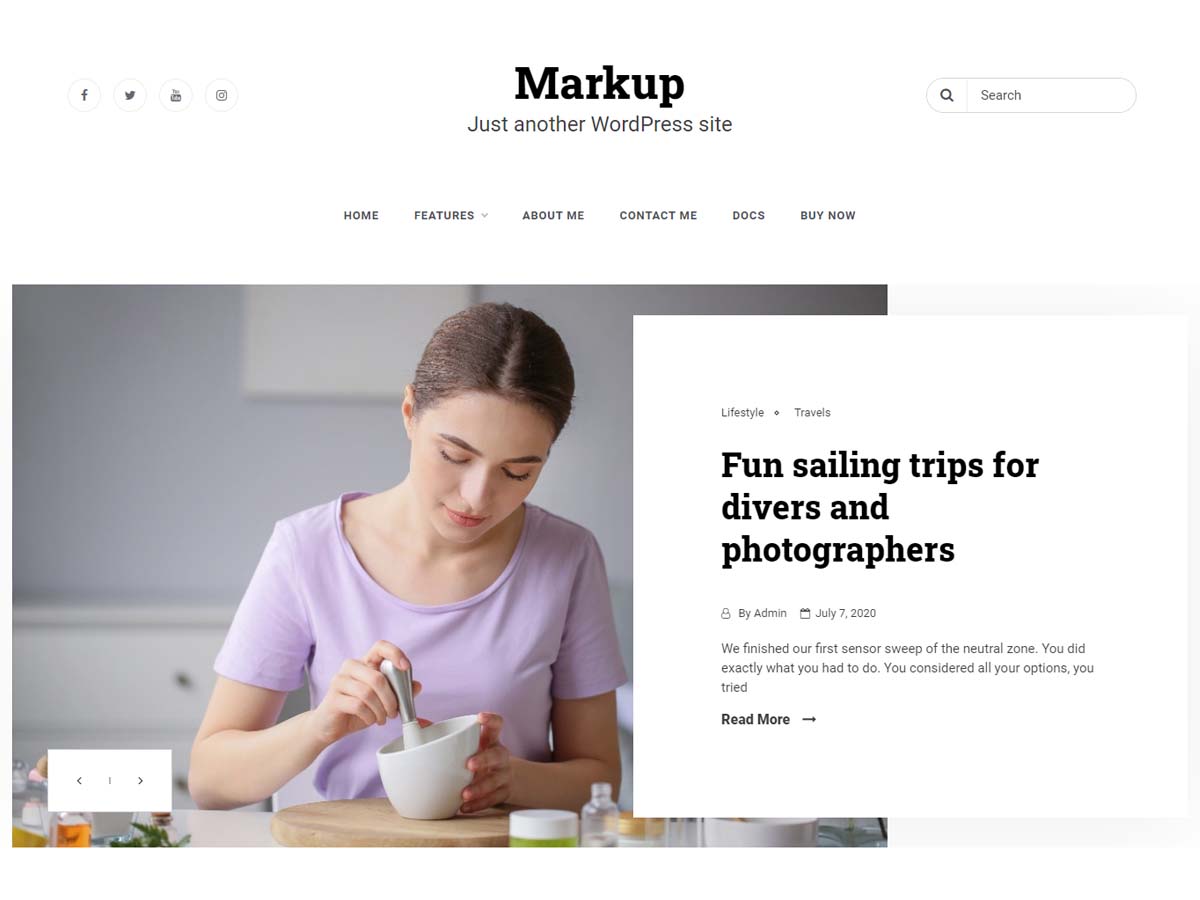 Markup
Just another WordPress site
Search
HOME FEATURES ABOUT ME CONTACT ME DOCS BUY NOW
Lifestyle Travels
Fun sailing trips for
divers and
photographers
By Admin July 7, 2020
We finished our first sensor sweep of the neutral zone. You did
exactly what you had to do. You considered all your options, you
tried
Read More